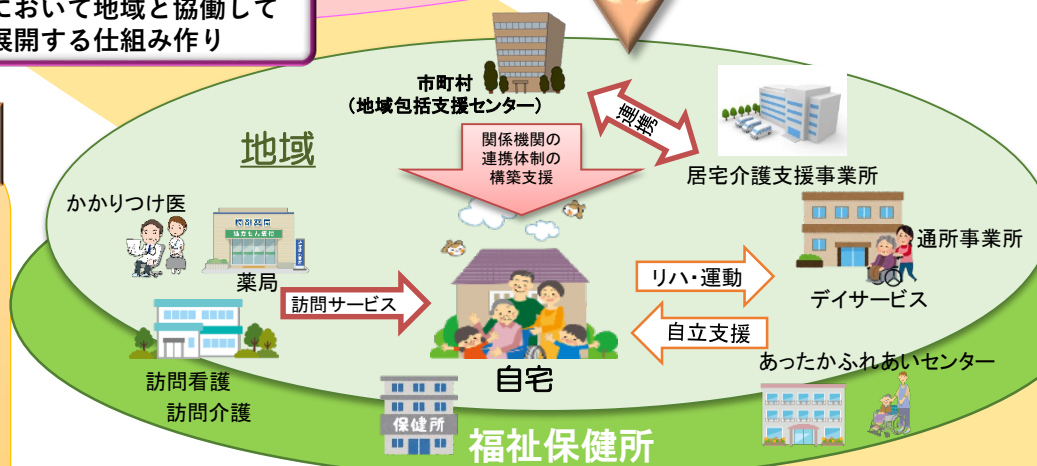 において地域と協働して
展開する仕組み作り
市町村
（地域包括支援センター）
連携
関係機関の
連携体制の
構築支援
地域
居宅介護支援事業所
かかりつけ医
薬局
通所事業所
デイサービス
訪問サービス
リハ・運動
自立支援
自宅
訪問看護
訪問介護
あったかふれあいセンター
保健所
福祉保健所